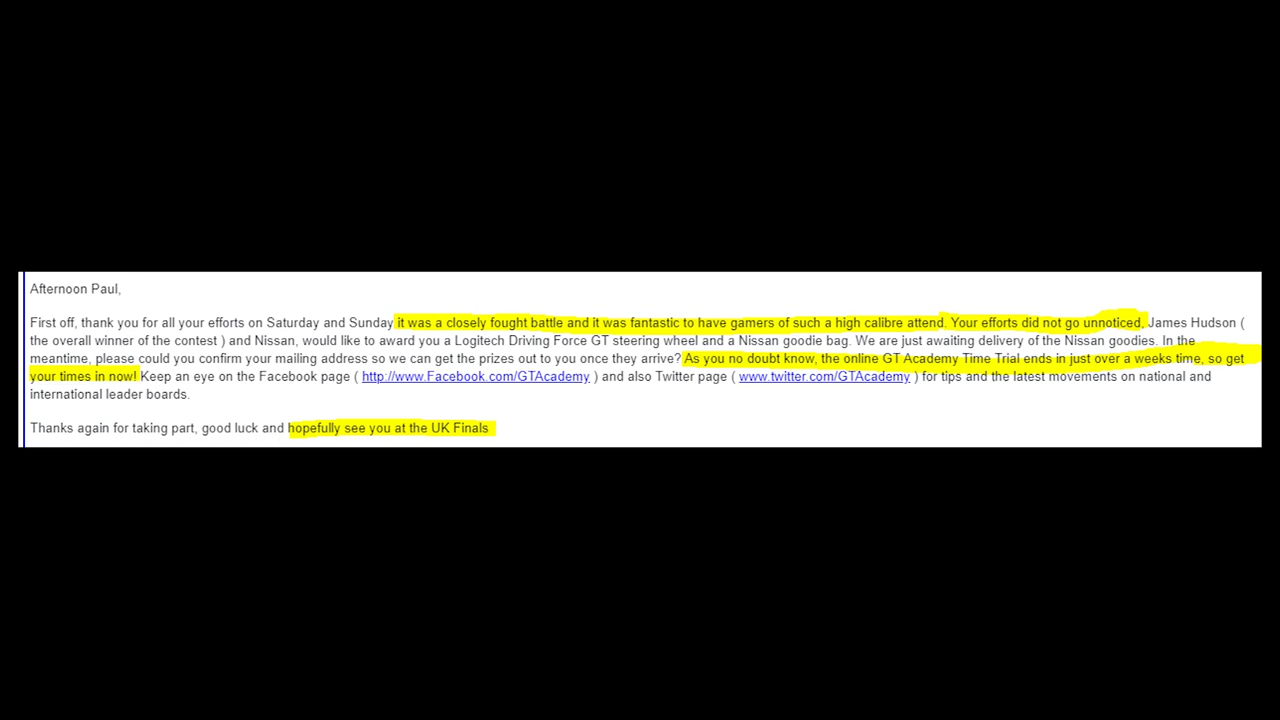 Afternoon Paul,
First off, thank you for all your efforts on Saturday and Sunday it was a closely fought battle and it was fantastic to have gamers of such a high calibre attend. Your efforts did not go unnoticed, James Hudson (
the overall winner of the contest ) and Nissan, would like to award you a Logitech Driving Force GT steering wheel and a Nissan goodie bag. We are just awaiting delivery of the Nissan goodies. In the
meantime, please could you confirm your mailing address so we can get the prizes out to you once they arrive? As you no doubt know, the online GT Academy Time Trial ends in just over a weeks time, so get
your times in now! Keep an eye on the Facebook page ( http://www.Facebook.com/GTAcademy ) and also Twitter page ( www.twitter.com/GTAcademy ) for tips and the latest movements on national and
international leader boards.
Thanks again for taking part, good luck and hopefully see you at the UK Finals